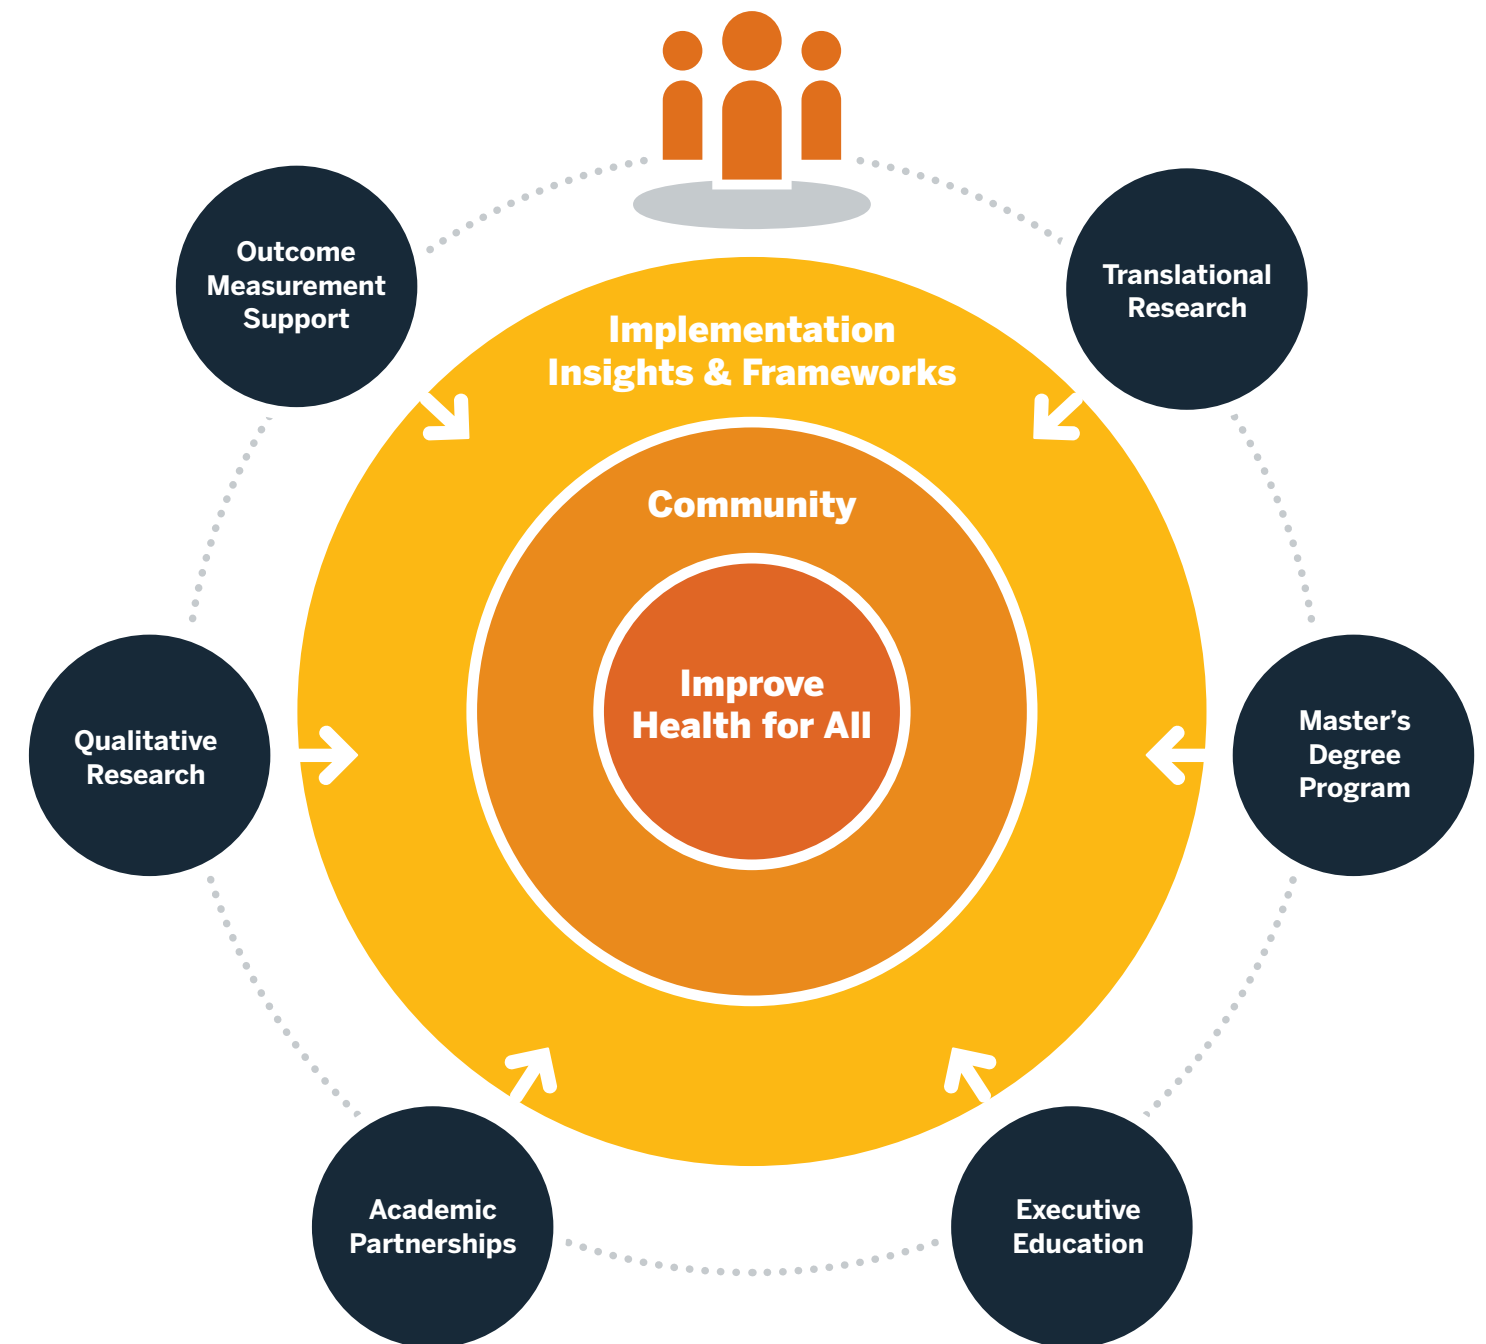 Outcome
Measurement
Support
Translational
Research
Implementation
Insights & Frameworks
Community
Improve
Health for All
Qualitative
Research
Master’s
Degree
Program
Academic
Partnerships
Executive
Education